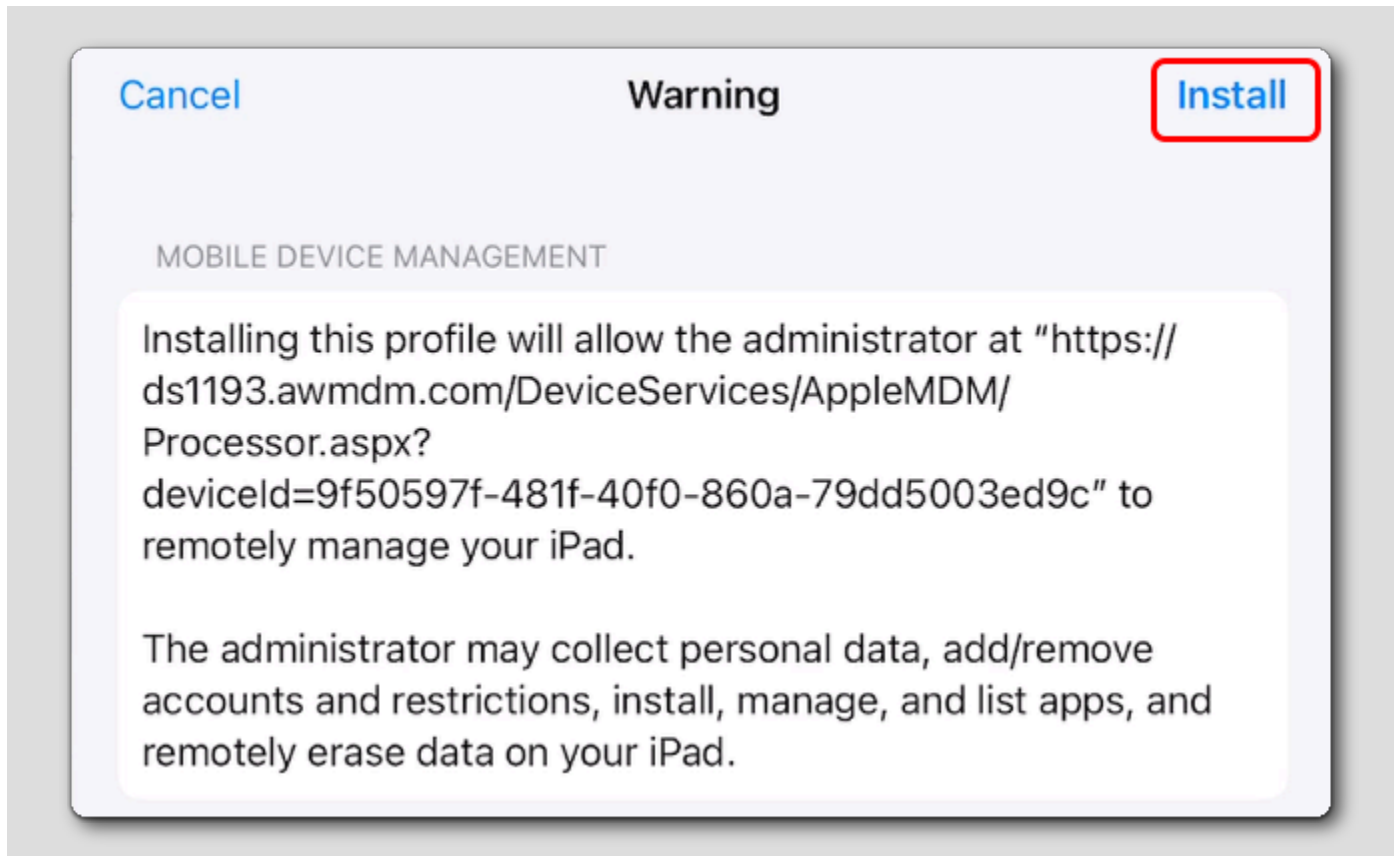 Cancel Warning Install
MOBILE DEVICE MANAGEMENT
Installing this profile will allow the administrator at "https://
ds1193.awmdm.com/DeviceServices/AppleMDM/
Processor.aspx?
deviceId=9f50597f-481f-40f0-860a-79dd5003ed9c" to
remotely manage your iPad.
The administrator may collect personal data, add/remove
accounts and restrictions, install, manage, and list apps, and
remotely erase data on your iPad.